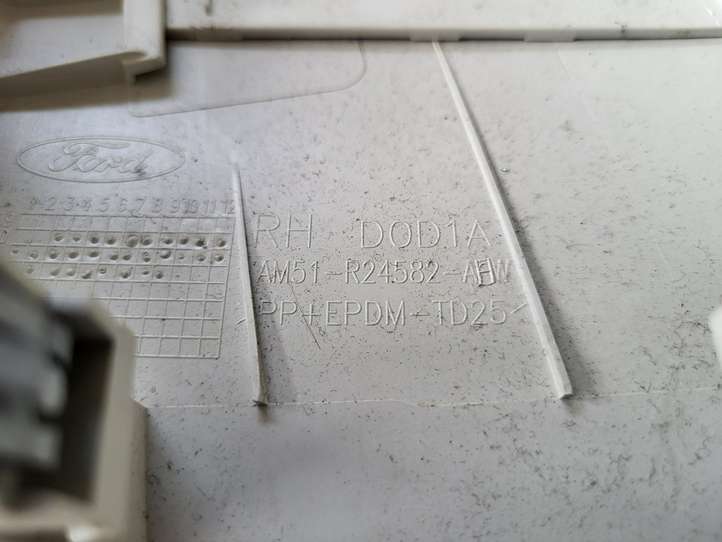 Ford
1 2 3 4 5 6 7 8 9 10 11 12
RH DOD1A
AM51-R24582-AEW
>PP+EPDM-TD25<